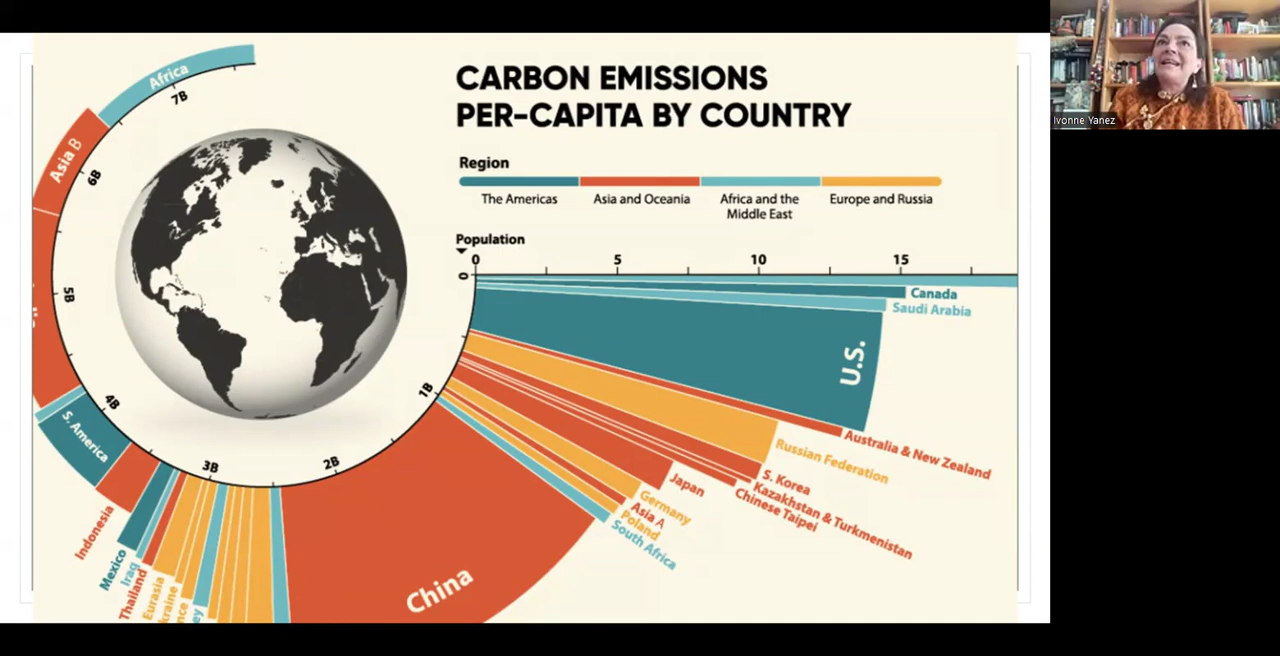 CARBON EMISSIONS
PER-CAPITA BY COUNTRY
Region
The Americas
Asia and Oceania
Africa and the
Middle East
Europe and Russia
Population
0
5
10
15
0
Canada
Saudi Arabia
U.S.
Australia & New Zealand
Russian Federation
S. Korea
Kazakhstan & Turkmenistan
Chinese Taipei
Japan
Germany
Asia A
Poland
South Africa
1B
China
2B
3B
Eurasia
Thailand
Iraq
Mexico
Indonesia
S. America
4B
5B
6B
Asia B
7B
Africa
Ivonne Yanez